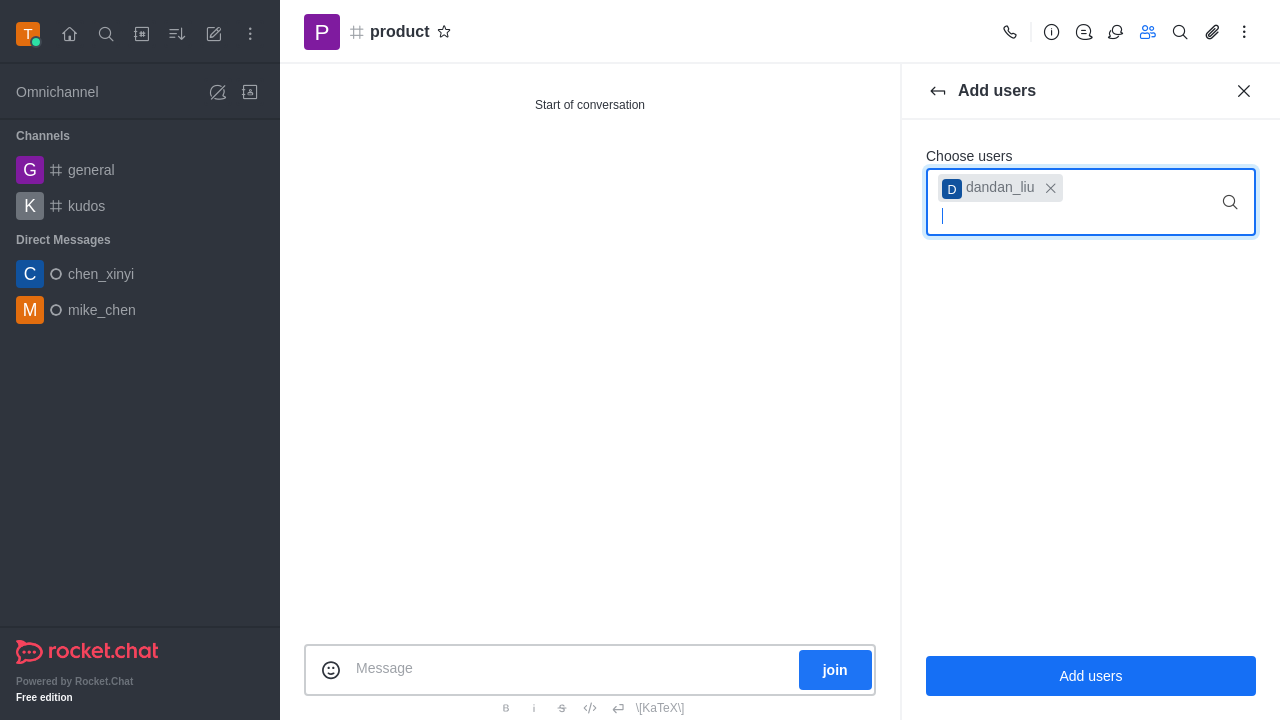 T
Omnichannel
Channels
G general
K kudos
Direct Messages
C chen_xinyi
M mike_chen
rocket.chat
Powered by Rocket.Chat
Free edition
P product
Start of conversation
Message
join
B i S \[KaTeX\]
Add users
Choose users
D dandan_liu
Add users